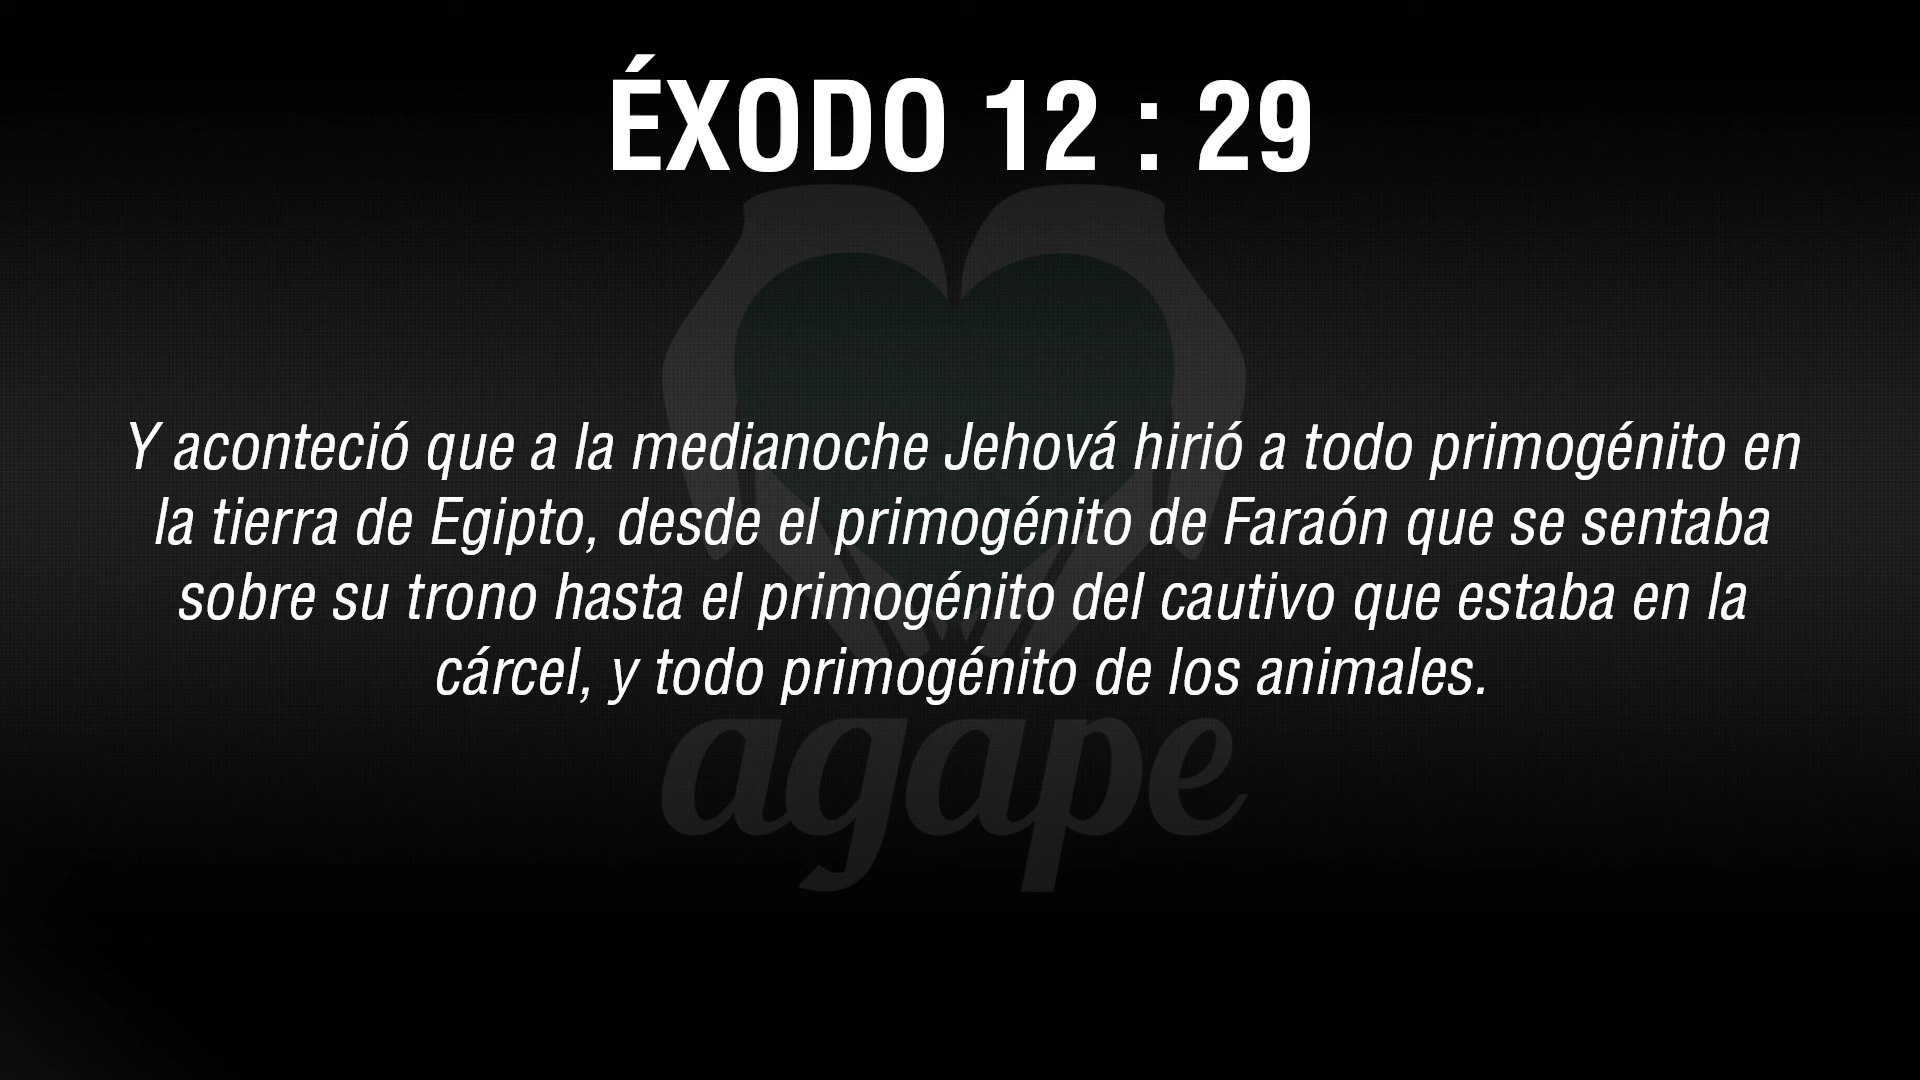 ÉXODO 12 : 29
Y aconteció que a la medianoche Jehová hirió a todo primogénito en
la tierra de Egipto, desde el primogénito de Faraón que se sentaba
sobre su trono hasta el primogénito del cautivo que estaba en la
cárcel, y todo primogénito de los animales.
agape